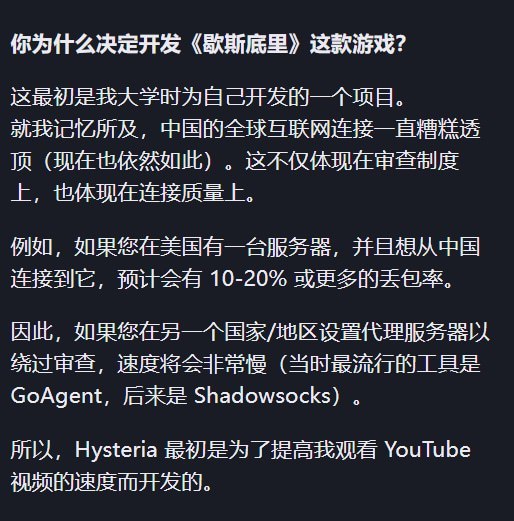 你为什么决定开发《歇斯底里》这款游戏？
这最初是我大学时为自己开发的一个项目。
就我记忆所及，中国的全球互联网连接一直糟糕透
顶（现在也依然如此）。这不仅体现在审查制度
上，也体现在连接质量上。
例如，如果您在美国有一台服务器，并且想从中国
连接到它，预计会有 10-20% 或更多的丢包率。
因此，如果您在另一个国家/地区设置代理服务器以
绕过审查，速度将会非常慢（当时最流行的工具是
GoAgent，后来是 Shadowsocks）。
所以，Hysteria 最初是为了提高我观看 YouTube
视频的速度而开发的。